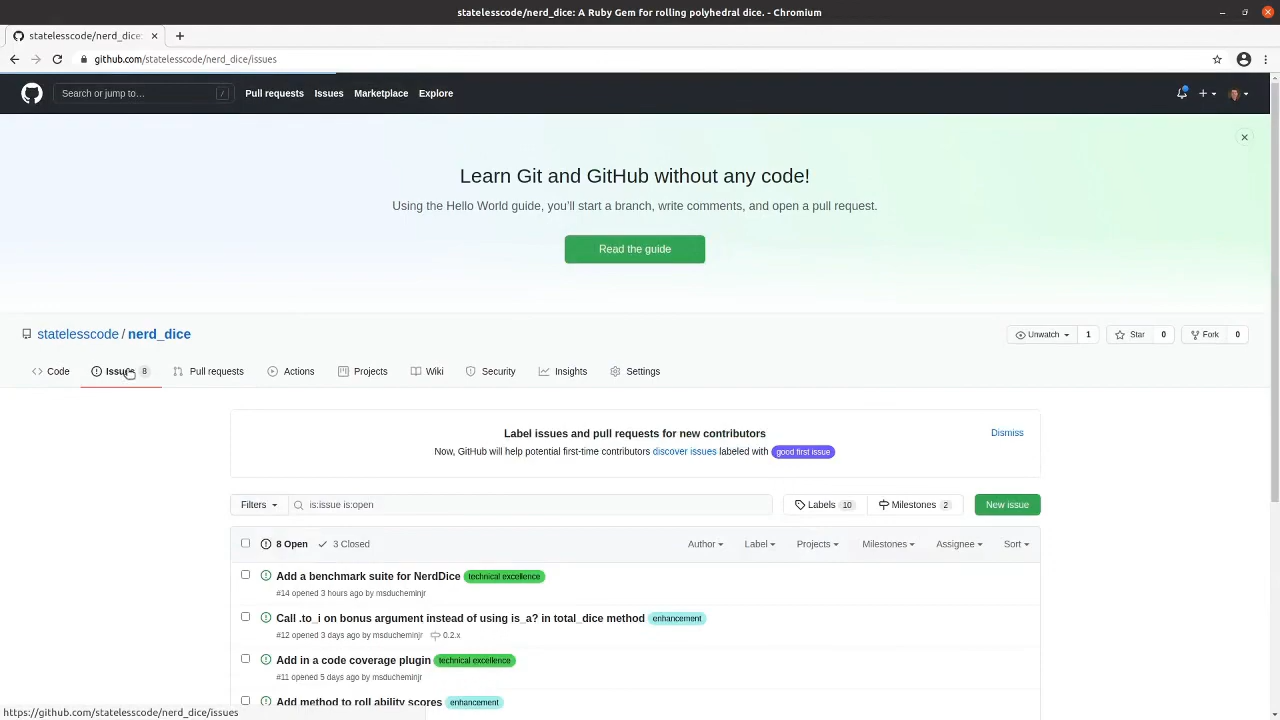 statelesscode/nerd_dice: A Ruby Gem for rolling polyhedral dice. - Chromium
statelesscode/nerd_dice:
github.com/statelesscode/nerd_dice/issues
Search or jump to… /
Pull requests Issues Marketplace Explore
Learn Git and GitHub without any code!
Using the Hello World guide, you'll start a branch, write comments, and open a pull request.
Read the guide
statelesscode / nerd_dice
Unwatch 1 Star 0 Fork 0
Code Issues 8 Pull requests Actions Projects Wiki Security Insights Settings
Label issues and pull requests for new contributors
Dismiss
Now, GitHub will help potential first-time contributors discover issues labeled with good first issue
Filters is:issue is:open Labels 10 Milestones 2 New issue
8 Open 3 Closed Author Label Projects Milestones Assignee Sort
Add a benchmark suite for NerdDice technical excellence
#14 opened 3 hours ago by msducheminjr
Call .to_i on bonus argument instead of using is_a? in total_dice method enhancement
#12 opened 3 days ago by msducheminjr 0.2.x
Add in a code coverage plugin technical excellence
#11 opened 5 days ago by msducheminjr
Add method to roll ability scores enhancement
https://github.com/statelesscode/nerd_dice/issues